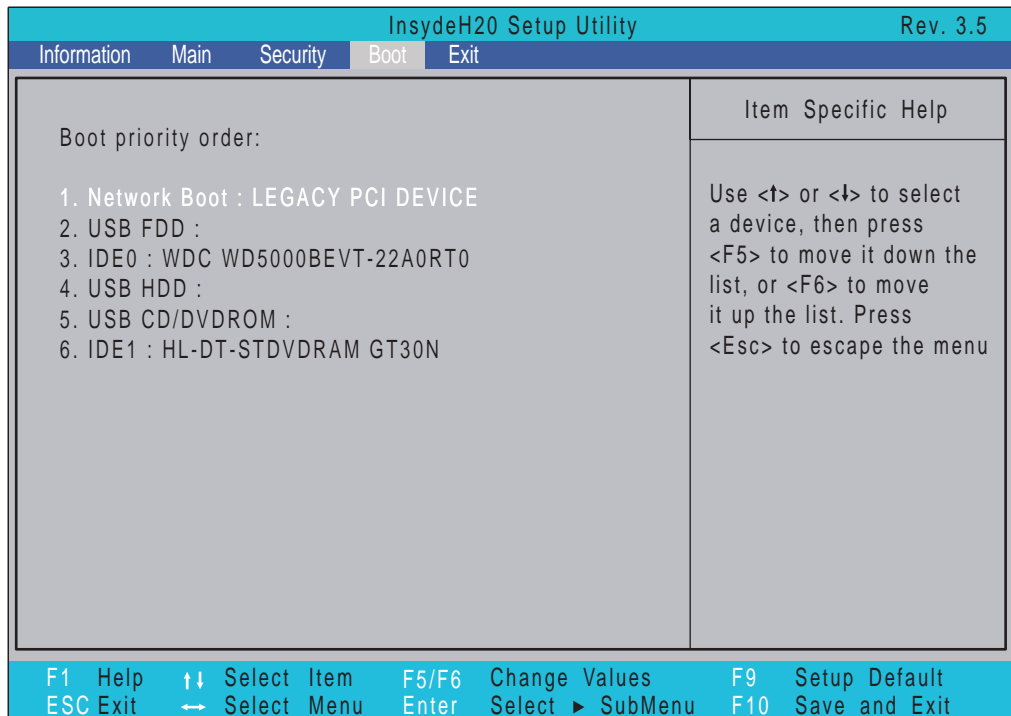 InsydeH20 Setup Utility Rev. 3.5
Information Main Security Boot Exit
Boot priority order:
1. Network Boot : LEGACY PCI DEVICE
2. USB FDD :
3. IDE0 : WDC WD5000BEVT-22A0RT0
4. USB HDD :
5. USB CD/DVDROM :
6. IDE1 : HL-DT-STDVDRAM GT30N
Item Specific Help
Use <↑> or <↓> to select
a device, then press
<F5> to move it down the
list, or <F6> to move
it up the list. Press
<Esc> to escape the menu
F1 Help ↑↓ Select Item F5/F6 Change Values F9 Setup Default
ESC Exit ↔ Select Menu Enter Select ► SubMenu F10 Save and Exit